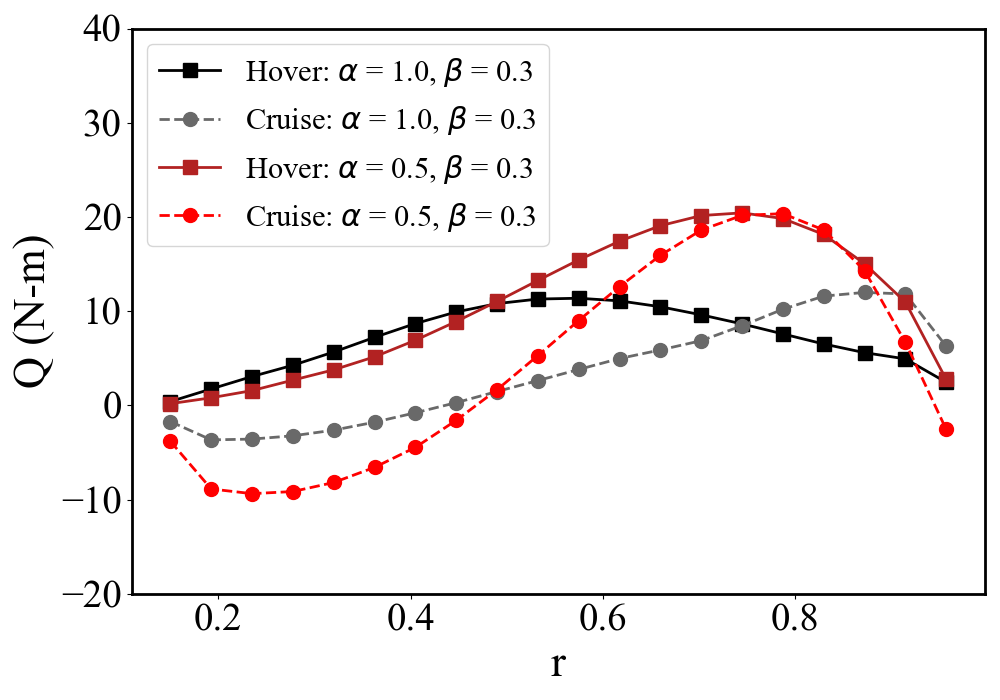 40
30
20
10
0
−10
−20
Q (N-m)
Hover: α = 1.0, β = 0.3
Cruise: α = 1.0, β = 0.3
Hover: α = 0.5, β = 0.3
Cruise: α = 0.5, β = 0.3
0.2 0.4 0.6 0.8
r